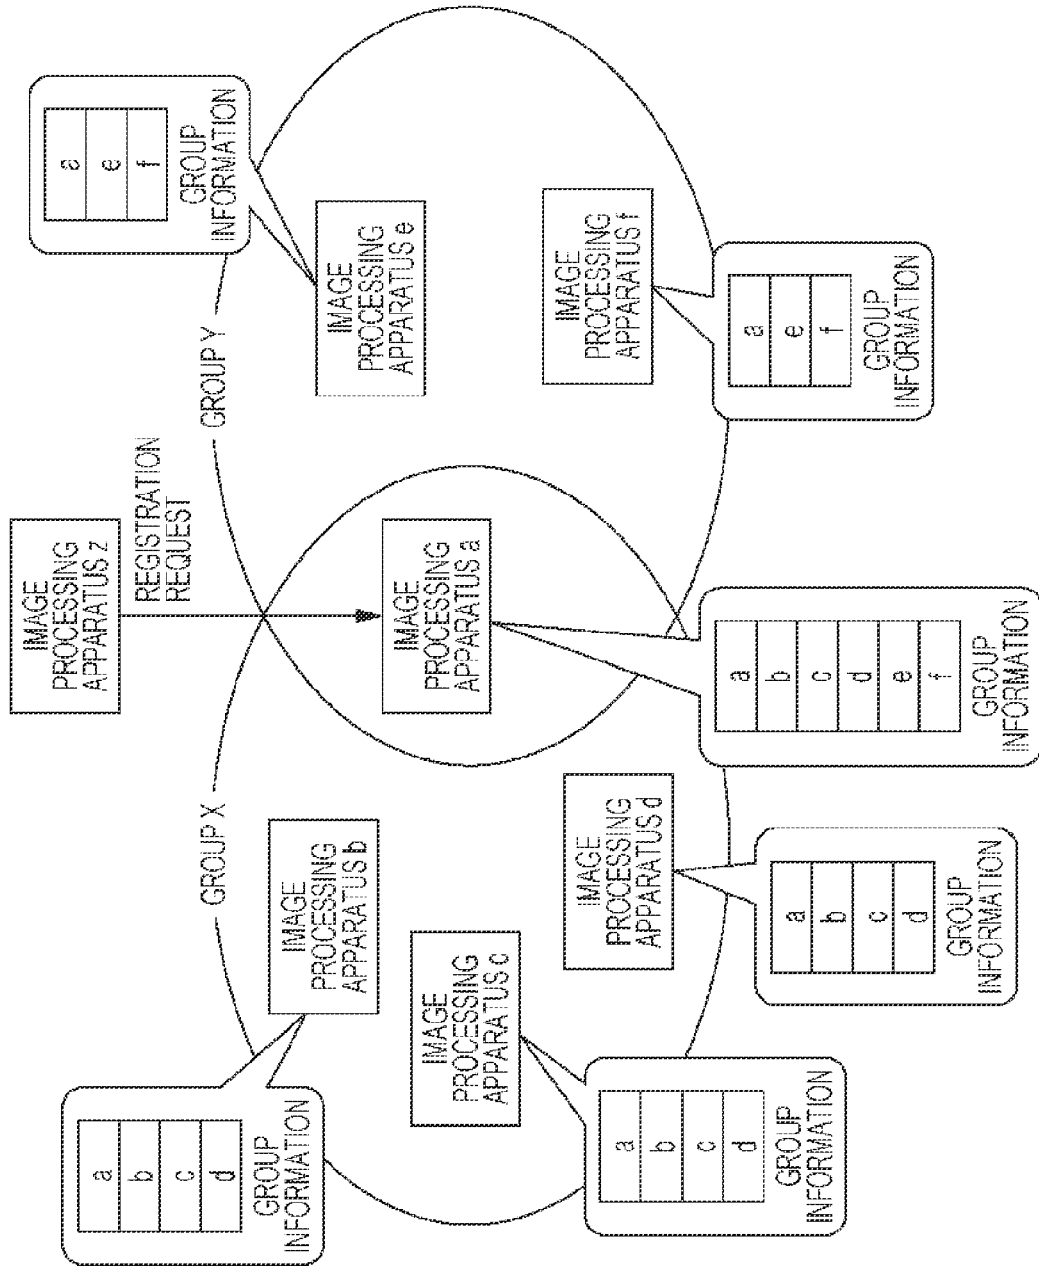 IMAGE
PROCESSING
APPARATUS z
REGISTRATION
REQUEST
GROUP X
GROUP Y
a
b
c
d
GROUP
INFORMATION
IMAGE
PROCESSING
APPARATUS b
a
e
f
GROUP
INFORMATION
IMAGE
PROCESSING
APPARATUS e
IMAGE
PROCESSING
APPARATUS a
IMAGE
PROCESSING
APPARATUS c
IMAGE
PROCESSING
APPARATUS d
IMAGE
PROCESSING
APPARATUS f
a
b
c
d
GROUP
INFORMATION
a
b
c
d
GROUP
INFORMATION
a
b
c
d
e
f
GROUP
INFORMATION
a
e
f
GROUP
INFORMATION